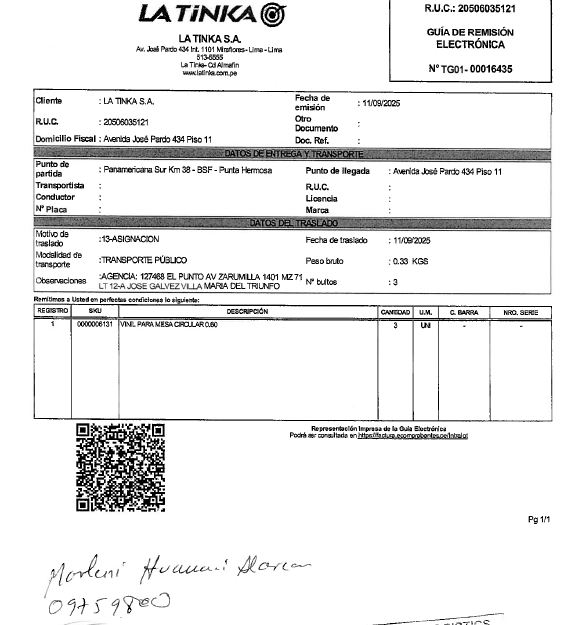 LA TINKA
LA TINKA S.A.
Av. José Pardo 434 Int. 1101 Miraflores- Lima - Lima
513-5555
La Tinka- Cd Almafin
www.latinka.com.pe
R.U.C.: 20506035121
GUÍA DE REMISIÓN
ELECTRÓNICA
N° TG01- 00016435
Cliente : LA TINKA S.A.
Fecha de emisión : 11/09/2025
R.U.C. : 20506035121
Otro Documento :
Domicilio Fiscal : Avenida José Pardo 434 Piso 11
Doc. Ref. :
DATOS DE ENTREGA Y TRANSPORTE
Punto de partida : Panamericana Sur Km 38 - BSF - Punta Hermosa
Punto de llegada : Avenida José Pardo 434 Piso 11
Transportista :
R.U.C. :
Conductor :
Licencia :
N° Placa :
Marca :
DATOS DEL TRASLADO
Motivo de traslado :13-ASIGNACION
Fecha de traslado : 11/09/2025
Modalidad de transporte :TRANSPORTE PÚBLICO
Peso bruto : 0.33 KGS
Observaciones :AGENCIA: 127468 EL PUNTO AV ZARUMILLA 1401 MZ 71
LT 12-A JOSE GALVEZ VILLA MARIA DEL TRIUNFO
N° bultos : 3
Remitimos a Usted en perfectas condiciones lo siguiente:
REGISTRO SKU DESCRIPCIÓN CANTIDAD U.M. C. BARRA NRO. SERIE
1 0000006131 VINIL PARA MESA CIRCULAR 0.60 3 UNI - -
Representación Impresa de la Guía Electrónica
Podrá ser consultada en https://factura.ecomprobantes.pe/Intralot
Pg 1/1
Marleni Huamani